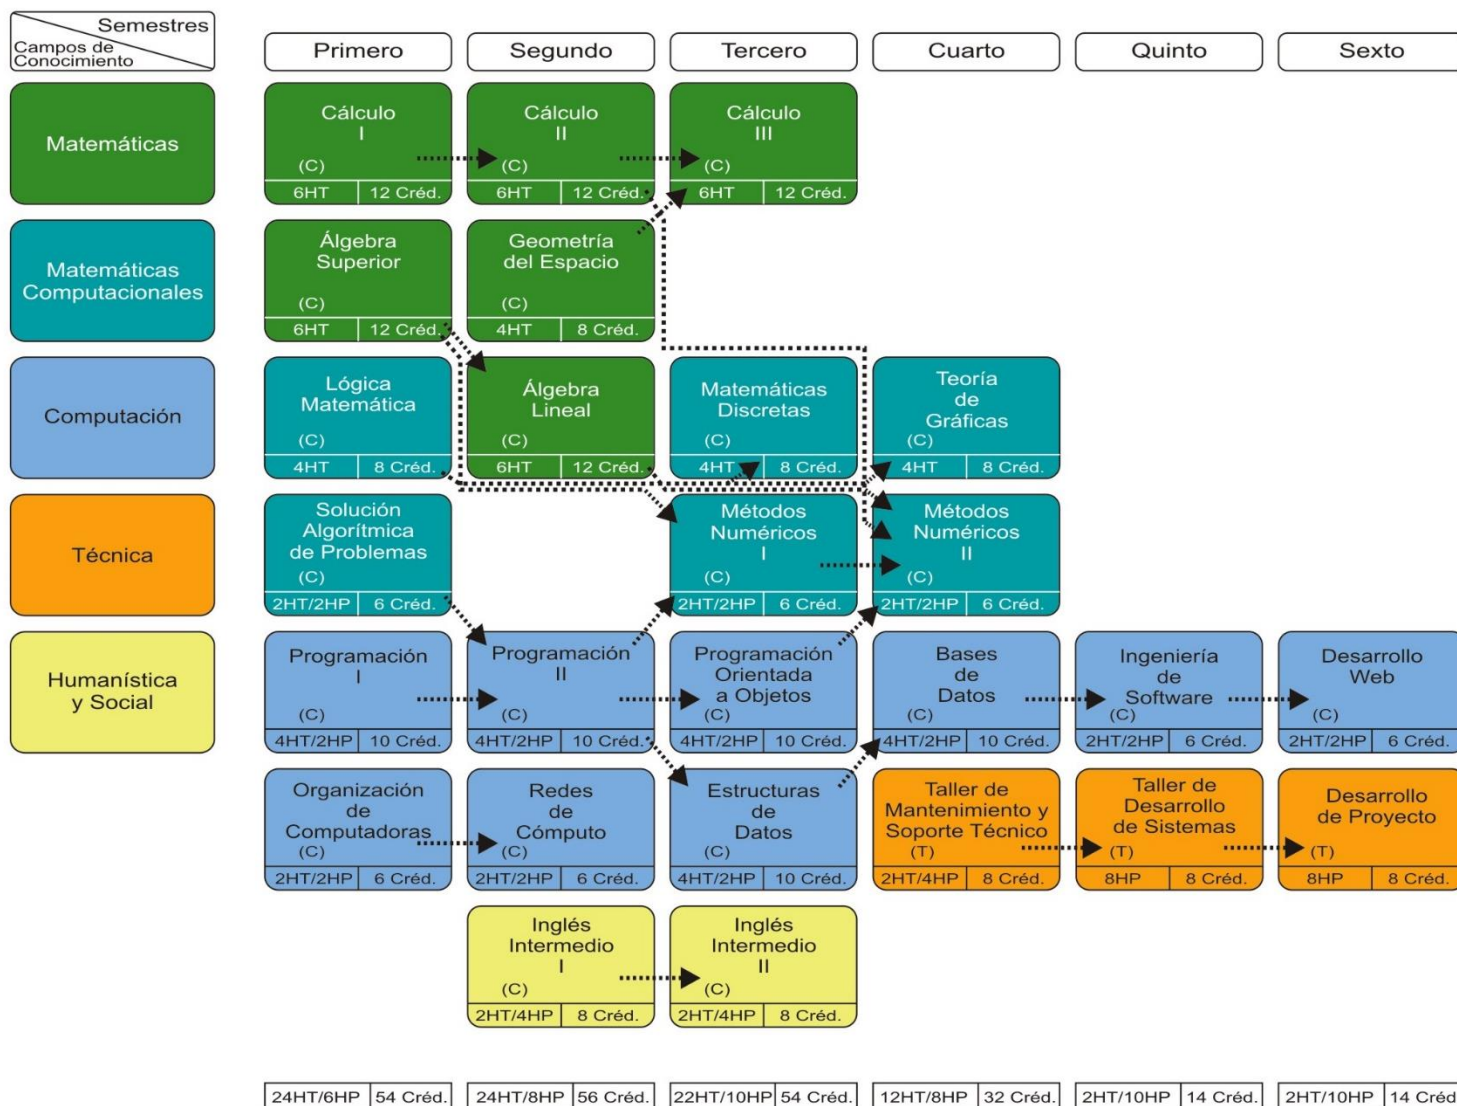 Semestres
Campos de
Conocimiento
Primero
Segundo
Tercero
Cuarto
Quinto
Sexto
Matemáticas
Cálculo
I
(C)
6HT 12 Créd.
Cálculo
II
(C)
6HT 12 Créd.
Cálculo
III
(C)
6HT 12 Créd.
Matemáticas
Computacionales
Álgebra
Superior
(C)
6HT 12 Créd.
Geometría
del Espacio
(C)
4HT 8 Créd.
Computación
Lógica
Matemática
(C)
4HT 8 Créd.
Álgebra
Lineal
(C)
6HT 12 Créd.
Matemáticas
Discretas
(C)
4HT 8 Créd.
Teoría
de
Gráficas
(C)
4HT 8 Créd.
Técnica
Solución
Algorítmica
de Problemas
(C)
2HT/2HP 6 Créd.
Métodos
Numéricos
I
(C)
2HT/2HP 6 Créd.
Métodos
Numéricos
II
(C)
2HT/2HP 6 Créd.
Humanística
y Social
Programación
I
(C)
4HT/2HP 10 Créd.
Programación
II
(C)
4HT/2HP 10 Créd.
Programación
Orientada
a Objetos
(C)
4HT/2HP 10 Créd.
Bases
de
Datos
(C)
4HT/2HP 10 Créd.
Ingeniería
de
Software
(C)
2HT/2HP 6 Créd.
Desarrollo
Web
(C)
2HT/2HP 6 Créd.
Organización
de
Computadoras
(C)
2HT/2HP 6 Créd.
Redes
de
Cómputo
(C)
2HT/2HP 6 Créd.
Estructuras
de
Datos
(C)
4HT/2HP 10 Créd.
Taller de
Mantenimiento y
Soporte Técnico
(T)
2HT/4HP 8 Créd.
Taller de
Desarrollo
de Sistemas
(T)
8HP 8 Créd.
Desarrollo
de Proyecto
(T)
8HP 8 Créd.
Inglés
Intermedio
I
(C)
2HT/4HP 8 Créd.
Inglés
Intermedio
II
(C)
2HT/4HP 8 Créd.
24HT/6HP 54 Créd.
24HT/8HP 56 Créd.
22HT/10HP 54 Créd.
12HT/8HP 32 Créd.
2HT/10HP 14 Créd.
2HT/10HP 14 Créd